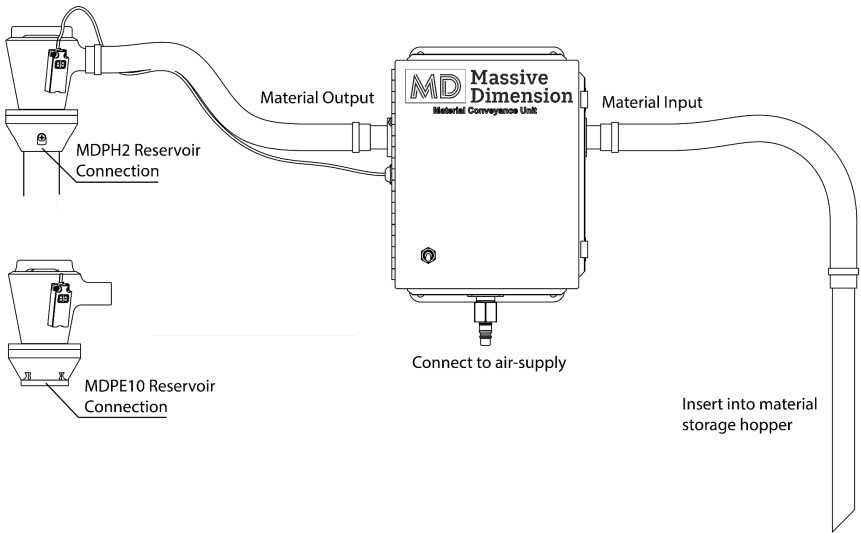 MD Massive
Dimension
Material Conveyance Unit
Material Output
Material Input
MDPH2 Reservoir
Connection
Connect to air-supply
MDPE10 Reservoir
Connection
Insert into material
storage hopper